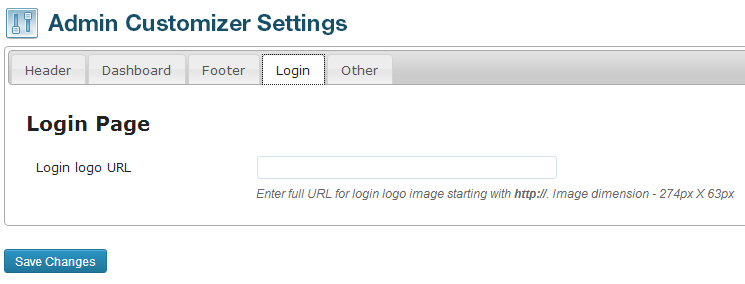 Admin Customizer Settings
Header Dashboard Footer Login Other
Login Page
Login logo URL
Enter full URL for login logo image starting with http://. Image dimension - 274px X 63px
Save Changes